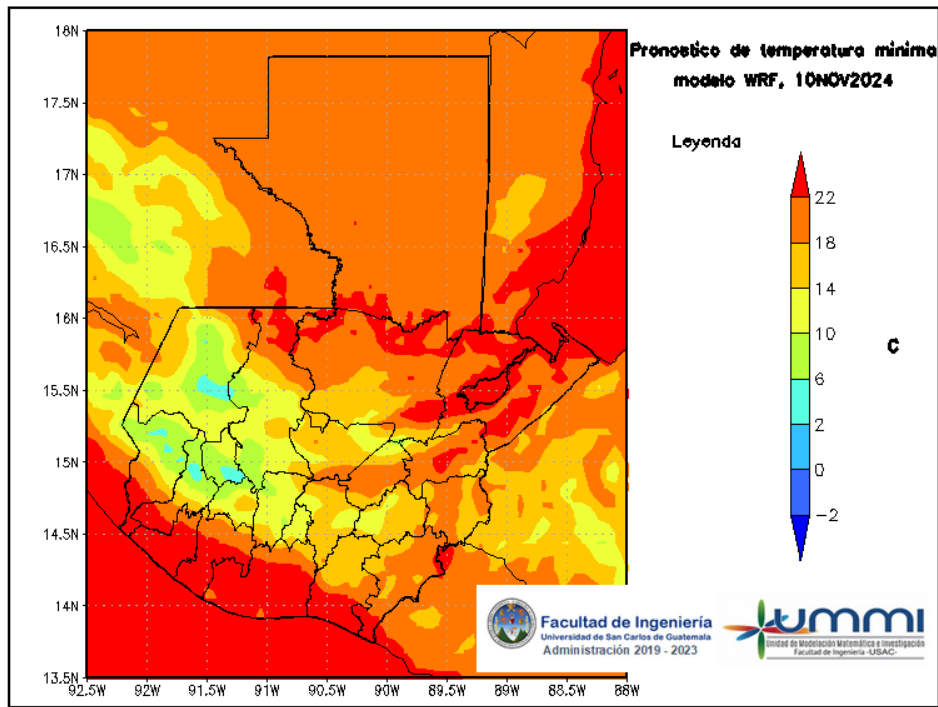 Pronostico de temperatura minima
modelo WRF, 10NOV2024
Leyenda
22
18
14
10
6
2
0
−2
C
18N
17.5N
17N
16.5N
16N
15.5N
15N
14.5N
14N
13.5N
92.5W 92W 91.5W 91W 90.5W 90W 89.5W 89W 88.5W 88W
Facultad de Ingeniería
Universidad de San Carlos de Guatemala
Administración 2019 - 2023
ummi
Unidad de Modelación Matemática e Investigación
Facultad de Ingeniería -USAC-